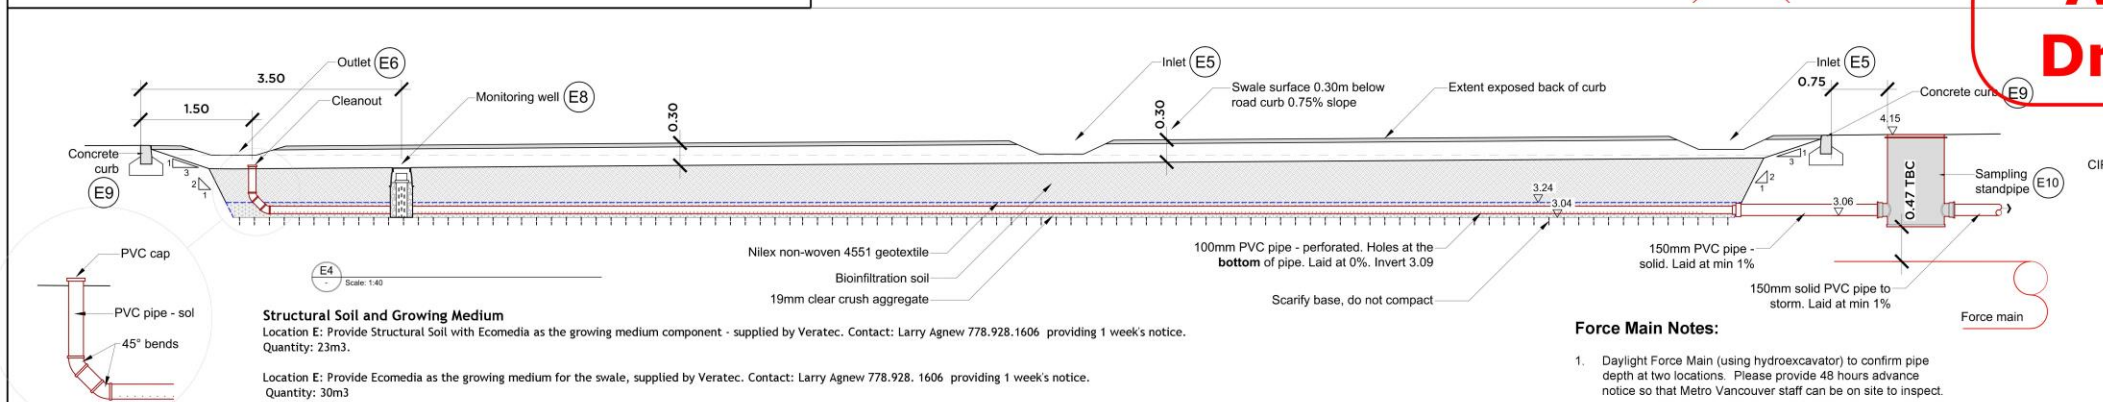 Dr
Outlet E6
3.50
Inlet E5
Inlet E5
0.75
Cleanout
Monitoring well E8
Swale surface 0.30m below
road curb 0.75% slope
Extent exposed back of curb
Concrete curb E9
1.50
0.30
0.30
4.15
Concrete
curb
E9
1
3
2
1
3
1
2
1
Sampling
standpipe E10
0.47 TBC
3.24
3.04
3.06
Nilex non-woven 4551 geotextile
Bioinfiltration soil
19mm clear crush aggregate
100mm PVC pipe - perforated. Holes at the
bottom of pipe. Laid at 0%. Invert 3.09
Scarify base, do not compact
150mm PVC pipe -
solid. Laid at min 1%
150mm solid PVC pipe to
storm. Laid at min 1%
Force main
PVC cap
PVC pipe - sol
45° bends
E4
-
Scale: 1:40
Structural Soil and Growing Medium
Location E: Provide Structural Soil with Ecomedia as the growing medium component - supplied by Veratec. Contact: Larry Agnew 778.928.1606 providing 1 week's notice.
Quantity: 23m3.
Location E: Provide Ecomedia as the growing medium for the swale, supplied by Veratec. Contact: Larry Agnew 778.928. 1606 providing 1 week's notice.
Quantity: 30m3
Force Main Notes:
1. Daylight Force Main (using hydroexcavator) to confirm pipe
depth at two locations. Please provide 48 hours advance
notice so that Metro Vancouver staff can be on site to inspect.